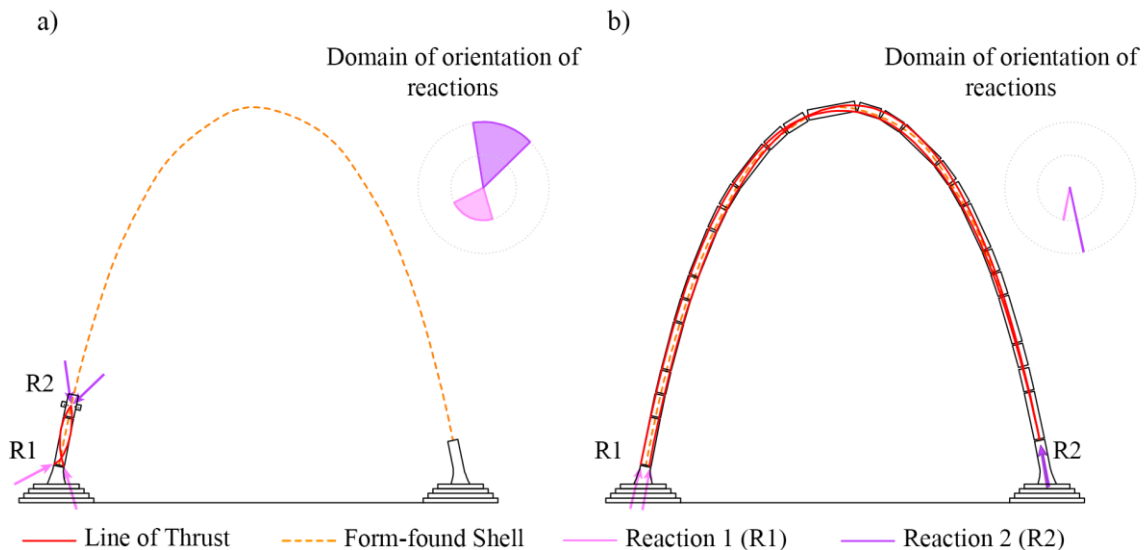 a)
Domain of orientation of
reactions
R2
R1
b)
Domain of orientation of
reactions
R1
R2
Line of Thrust
Form-found Shell
Reaction 1 (R1)
Reaction 2 (R2)